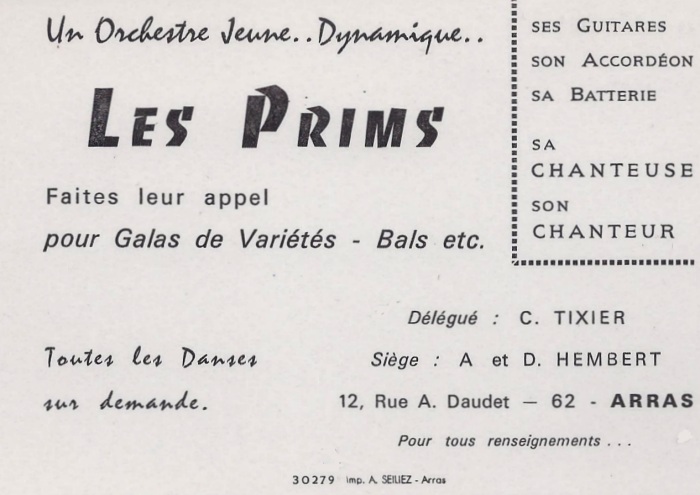 Un Orchestre Jeune.. Dynamique..
LES PRIMS
Faites leur appel
pour Galas de Variétés - Bals etc.
SES GUITARES
SON ACCORDÉON
SA BATTERIE
SA
CHANTEUSE
SON
CHANTEUR
Toutes les Danses
sur demande.
Délégué : C. TIXIER
Siège : A et D. HEMBERT
12, Rue A. Daudet — 62 - ARRAS
Pour tous renseignements ...
30279 imp. A. SEILIEZ - Arras